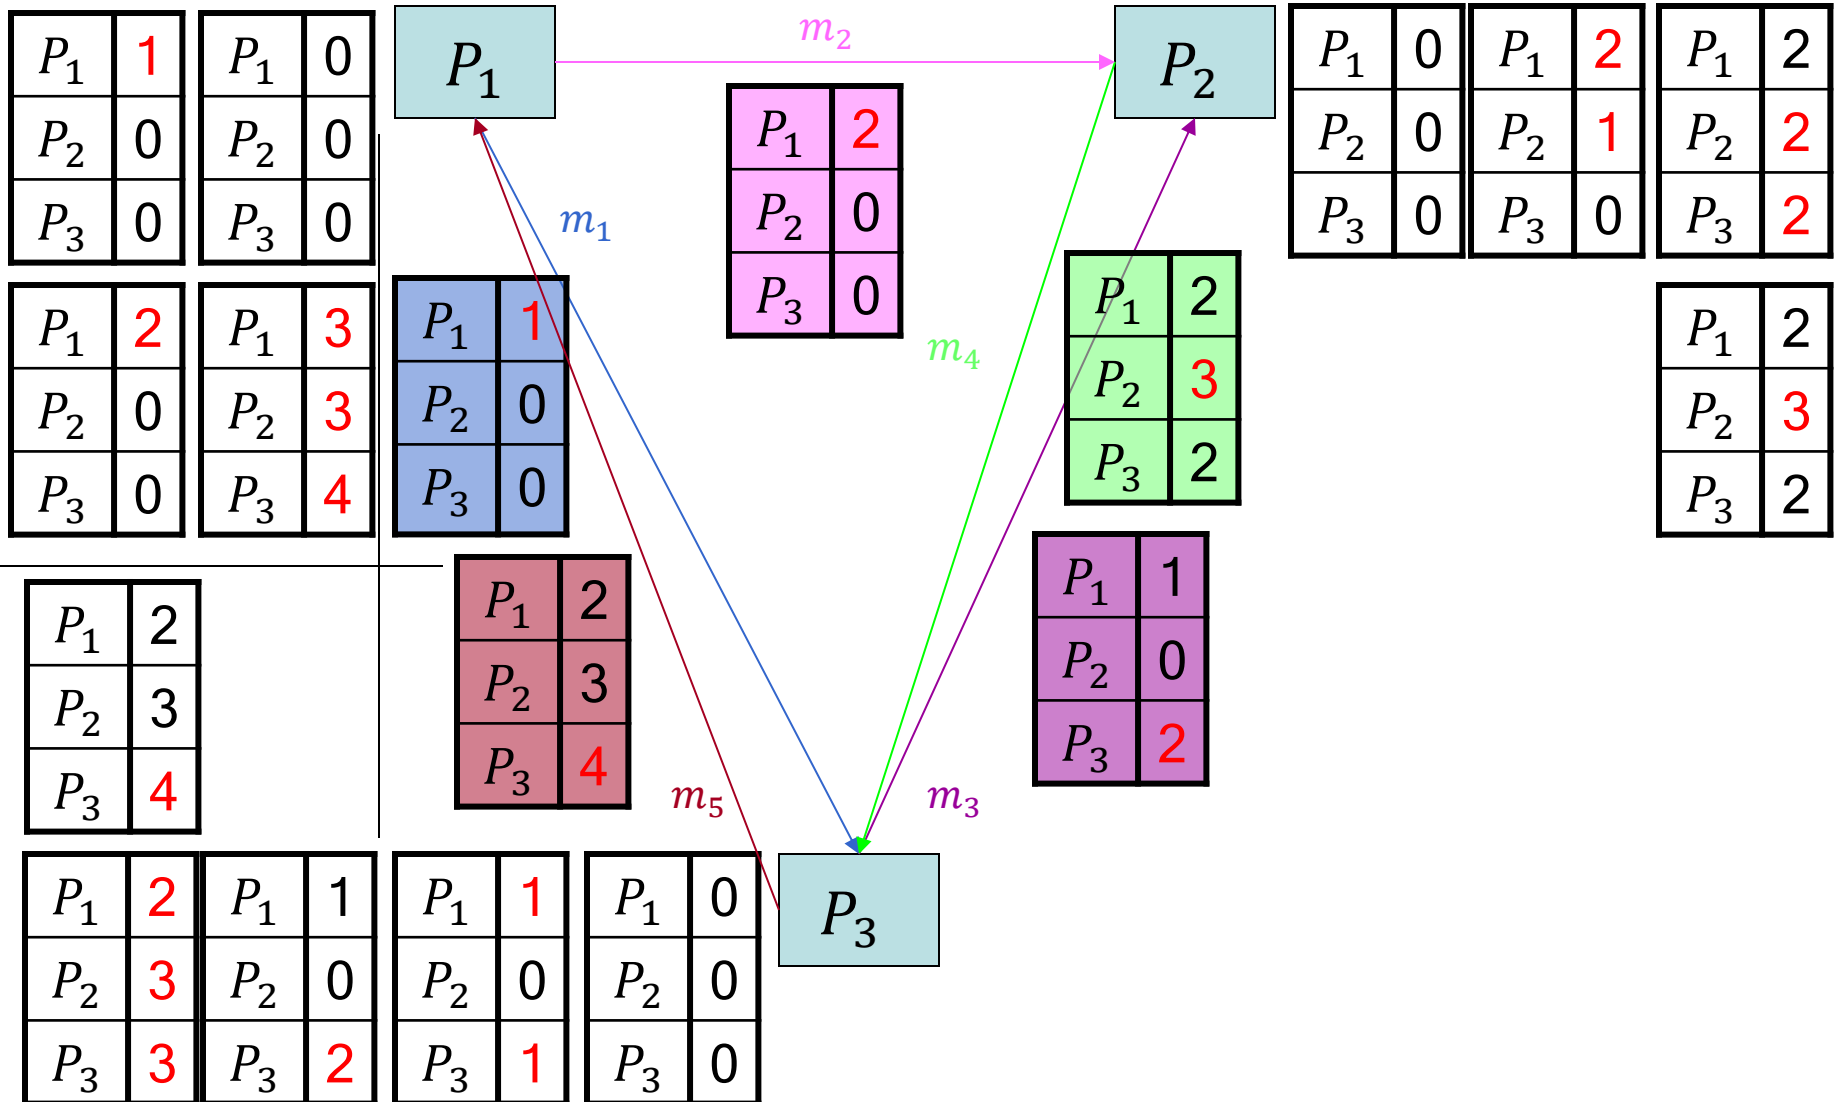 P₁ 1
P₂ 0
P₃ 0
P₁ 0
P₂ 0
P₃ 0
P₁
m₂
P₂
P₁ 0
P₂ 0
P₃ 0
P₁ 2
P₂ 1
P₃ 0
P₁ 2
P₂ 2
P₃ 2
P₁ 2
P₂ 0
P₃ 0
m₁
P₁ 2
P₂ 0
P₃ 0
P₁ 3
P₂ 3
P₃ 4
P₁ 1
P₂ 0
P₃ 0
m₄
P₁ 2
P₂ 3
P₃ 2
P₁ 2
P₂ 3
P₃ 2
P₁ 2
P₂ 3
P₃ 4
P₁ 2
P₂ 3
P₃ 4
P₁ 1
P₂ 0
P₃ 2
m₅
m₃
P₁ 2
P₂ 3
P₃ 3
P₁ 1
P₂ 0
P₃ 2
P₁ 1
P₂ 0
P₃ 1
P₁ 0
P₂ 0
P₃ 0
P₃